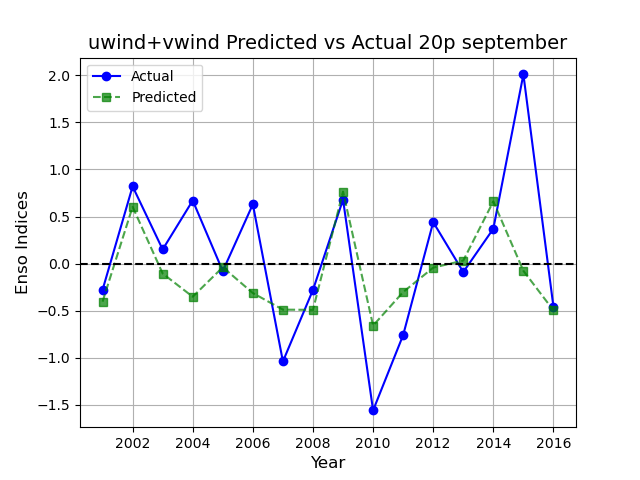 uwind+vwind Predicted vs Actual 20p september
Actual
Predicted
2.0
1.5
1.0
0.5
0.0
−0.5
−1.0
−1.5
Enso Indices
2002 2004 2006 2008 2010 2012 2014 2016
Year